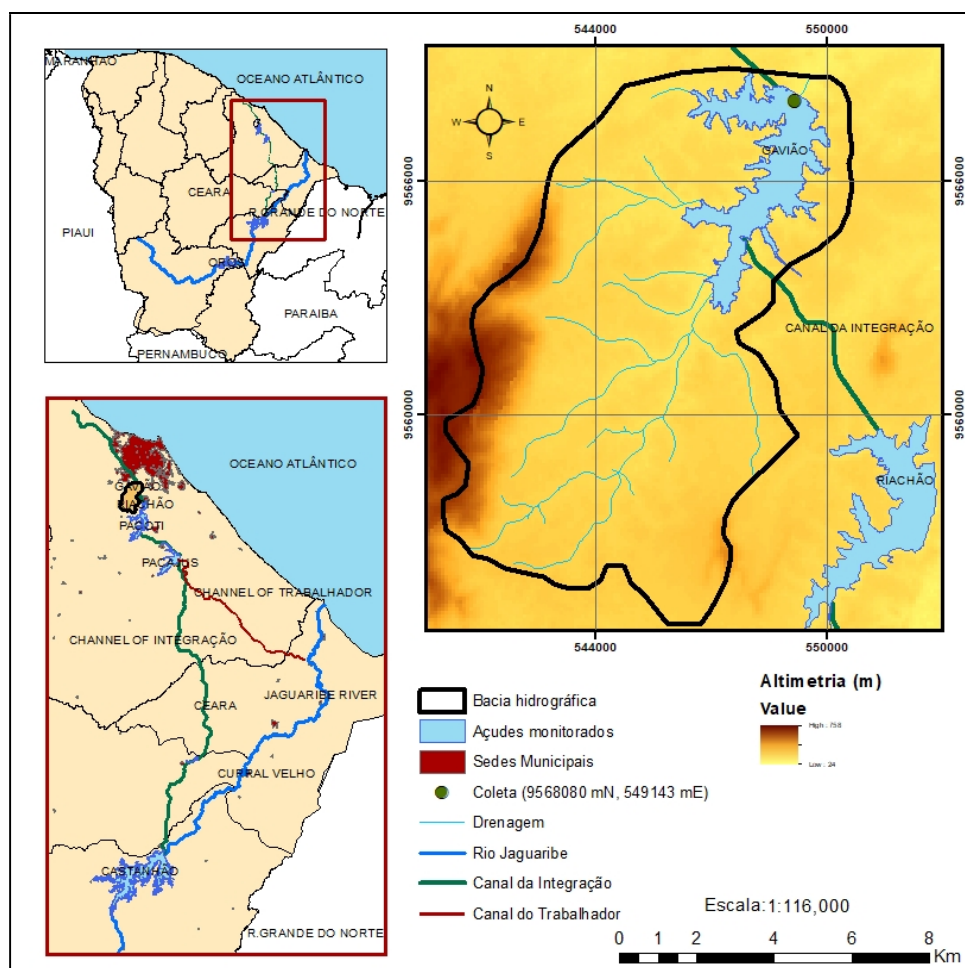 MARANHAO
OCEANO ATLÂNTICO
CEARA
R.GRANDE DO NORTE
PIAUI
OROS
PARAIBA
PERNAMBUCO
544000
550000
N
W
E
S
GAVIÃO
9566000
9566000
CANAL DA INTEGRAÇÃO
9560000
9560000
RIACHÃO
544000
550000
OCEANO ATLÂNTICO
GAVIÃO
RIACHÃO
PACOTI
PACAJUS
CHANNEL OF TRABALHADOR
CHANNEL OF INTEGRAÇÃO
JAGUARIBE RIVER
CEARA
CURRAL VELHO
CASTANHÃO
R.GRANDE DO NORTE
Bacia hidrográfica
Açudes monitorados
Sedes Municipais
Coleta (9568080 mN, 549143 mE)
Drenagem
Rio Jaguaribe
Canal da Integração
Canal do Trabalhador
Altimetria (m)
Value
High : 758
Low : 24
Escala:1:116,000
0 1 2 4 6 8
Km